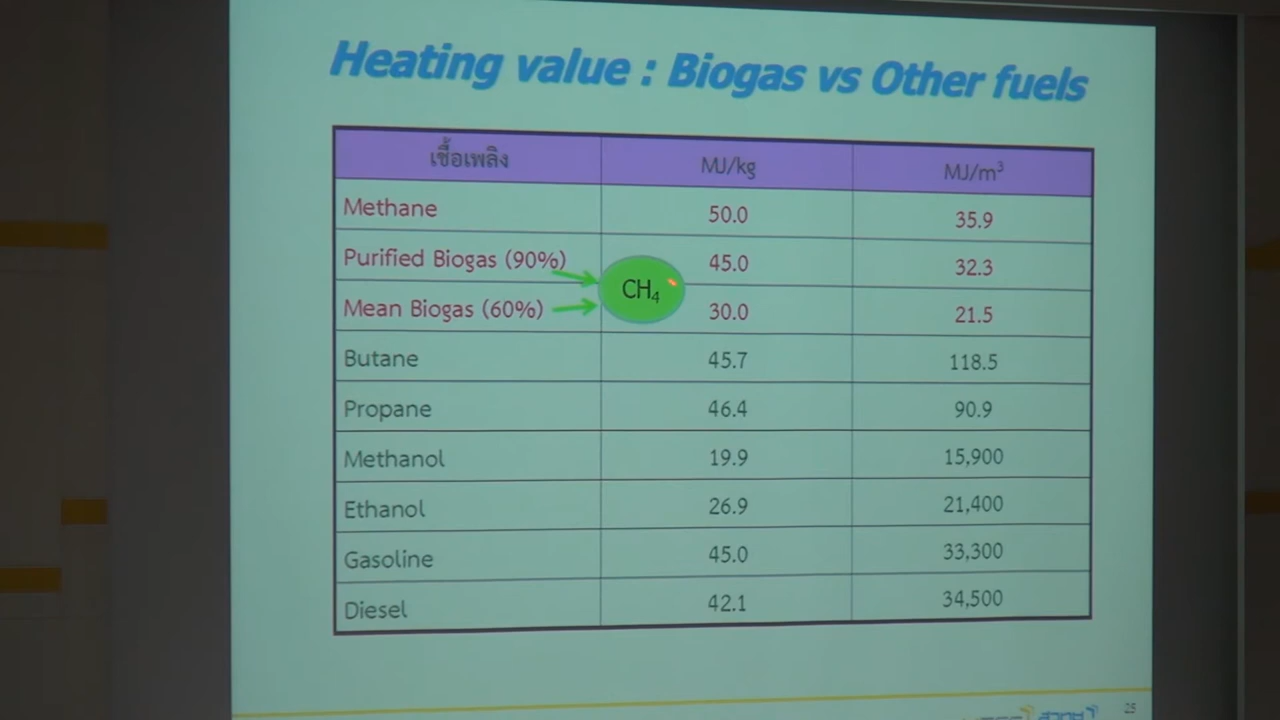 Heating value : Biogas vs Other fuels
เชื้อเพลิง MJ/kg MJ/m³
Methane 50.0 35.9
Purified Biogas (90%) 45.0 32.3
CH₄
Mean Biogas (60%) 30.0 21.5
Butane 45.7 118.5
Propane 46.4 90.9
Methanol 19.9 15,900
Ethanol 26.9 21,400
Gasoline 45.0 33,300
Diesel 42.1 34,500
25